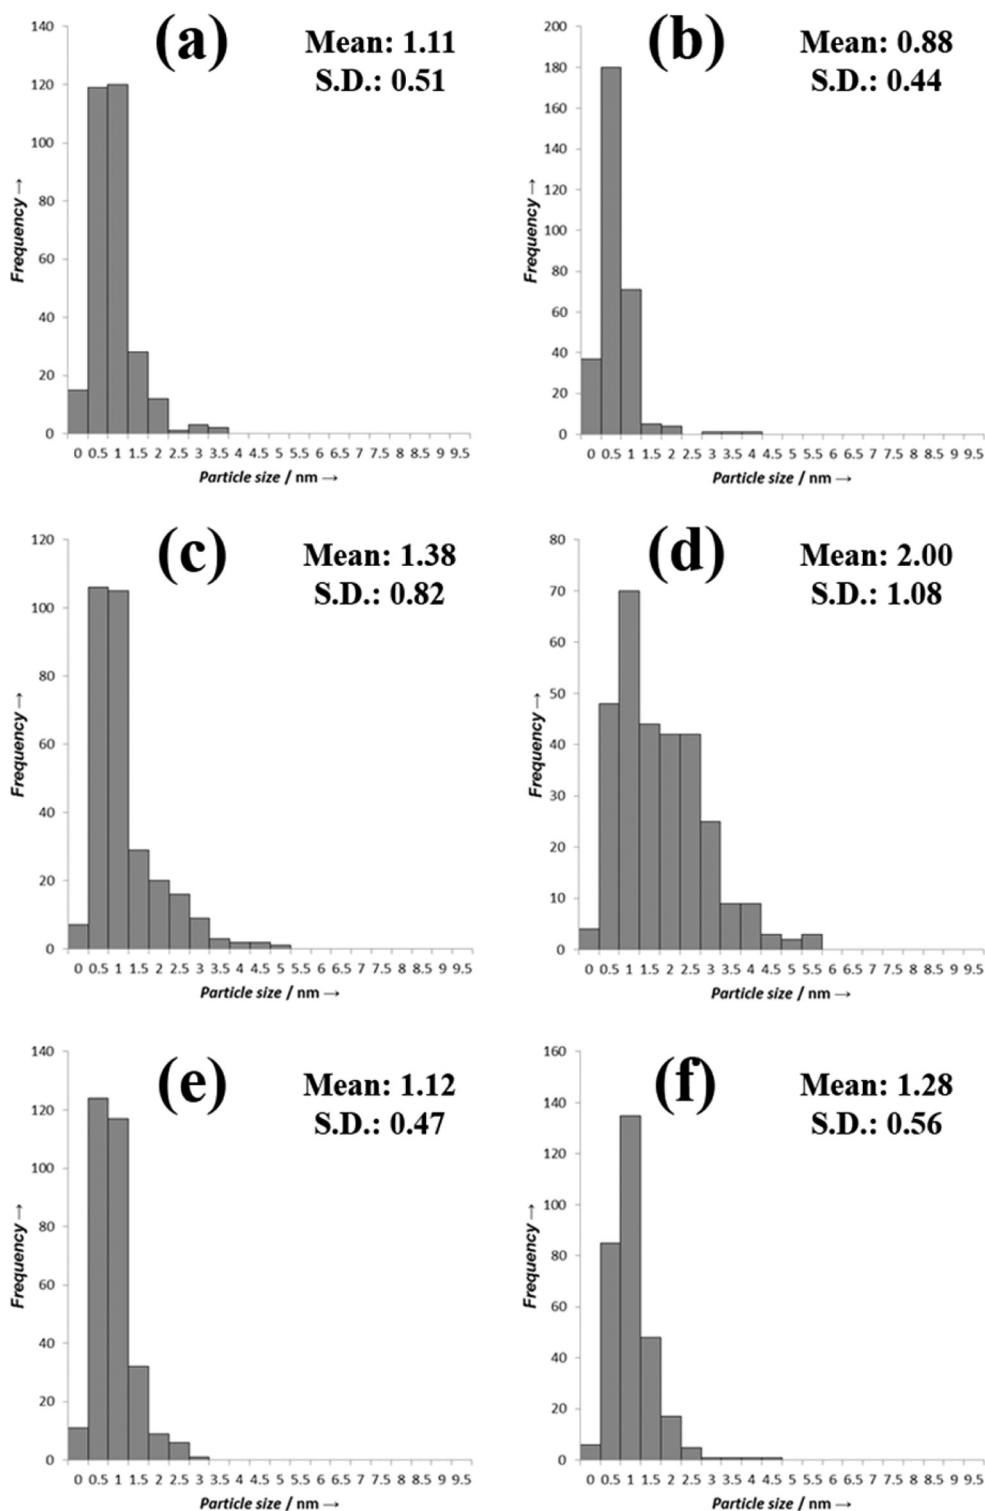 (a)
Mean: 1.11
S.D.: 0.51
140
120
100
80
60
40
20
0
Frequency →
0 0.5 1 1.5 2 2.5 3 3.5 4 4.5 5 5.5 6 6.5 7 7.5 8 8.5 9 9.5
Particle size / nm →
(b)
Mean: 0.88
S.D.: 0.44
200
180
160
140
120
100
80
60
40
20
0
Frequency →
0 0.5 1 1.5 2 2.5 3 3.5 4 4.5 5 5.5 6 6.5 7 7.5 8 8.5 9 9.5
Particle size / nm →
(c)
Mean: 1.38
S.D.: 0.82
120
100
80
60
40
20
0
Frequency →
0 0.5 1 1.5 2 2.5 3 3.5 4 4.5 5 5.5 6 6.5 7 7.5 8 8.5 9 9.5
Particle size / nm →
(d)
Mean: 2.00
S.D.: 1.08
80
70
60
50
40
30
20
10
0
Frequency →
0 0.5 1 1.5 2 2.5 3 3.5 4 4.5 5 5.5 6 6.5 7 7.5 8 8.5 9 9.5
Particle size / nm →
(e)
Mean: 1.12
S.D.: 0.47
140
120
100
80
60
40
20
0
Frequency →
0 0.5 1 1.5 2 2.5 3 3.5 4 4.5 5 5.5 6 6.5 7 7.5 8 8.5 9 9.5
Particle size / nm →
(f)
Mean: 1.28
S.D.: 0.56
160
140
120
100
80
60
40
20
0
Frequency →
0 0.5 1 1.5 2 2.5 3 3.5 4 4.5 5 5.5 6 6.5 7 7.5 8 8.5 9 9.5
Particle size / nm →